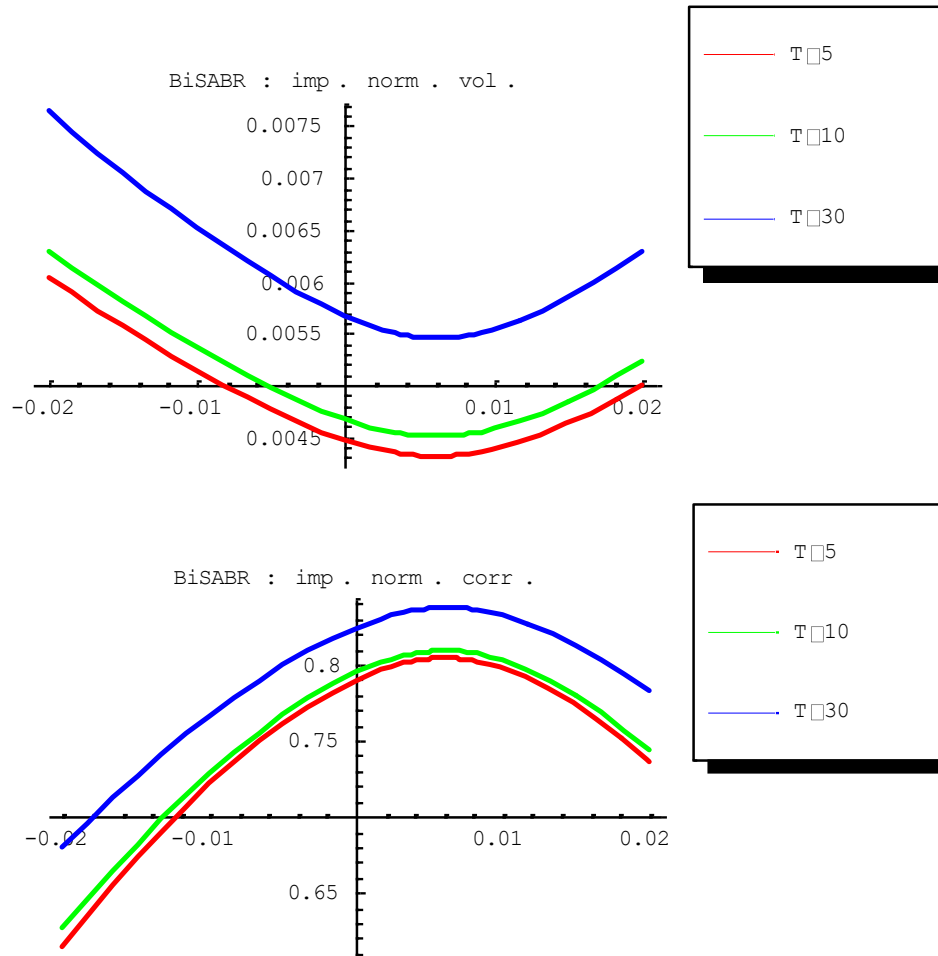 BiSABR : imp. norm. vol.
0.0075
0.007
0.0065
0.006
0.0055
0.0045
-0.02 -0.01 0.01 0.02
T□5
T□10
T□30
BiSABR : imp. norm. corr.
0.8
0.75
0.65
-0.02 -0.01 0.01 0.02
T□5
T□10
T□30